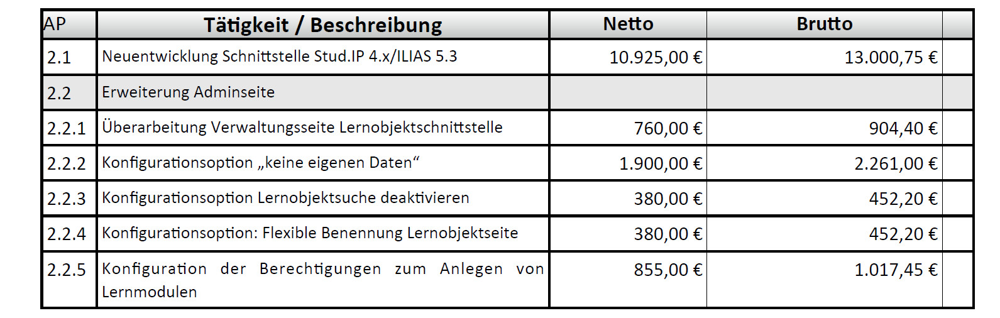 AP Tätigkeit / Beschreibung Netto Brutto
2.1 Neuentwicklung Schnittstelle Stud.IP 4.x/ILIAS 5.3 10.925,00 € 13.000,75 €
2.2 Erweiterung Adminseite
2.2.1 Überarbeitung Verwaltungsseite Lernobjektschnittstelle 760,00 € 904,40 €
2.2.2 Konfigurationsoption „keine eigenen Daten“ 1.900,00 € 2.261,00 €
2.2.3 Konfigurationsoption Lernobjektsuche deaktivieren 380,00 € 452,20 €
2.2.4 Konfigurationsoption: Flexible Benennung Lernobjektseite 380,00 € 452,20 €
2.2.5 Konfiguration der Berechtigungen zum Anlegen von 855,00 € 1.017,45 €
Lernmodulen